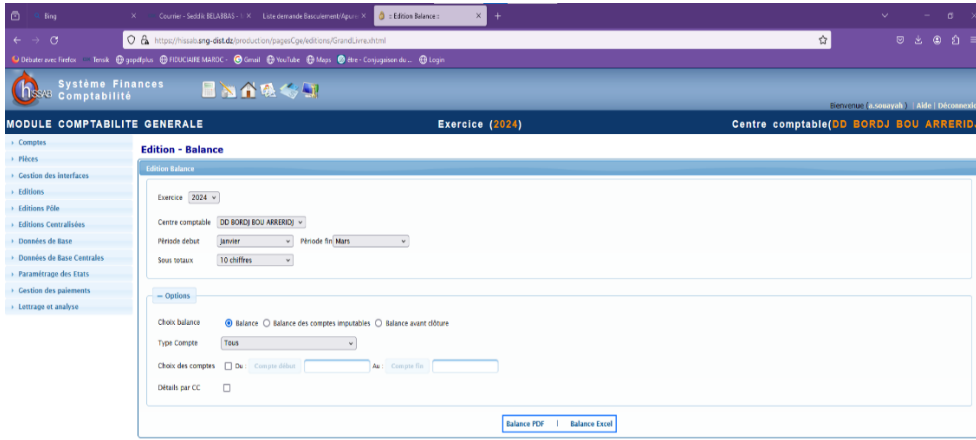 Bing
Courrier - Seddik BELABBAS -
Liste demande Basculement/Apure
:: Edition Balance ::
https://hissab.sng-dist.dz/production/pagesCge/editions/GrandLivre.xhtml
Débuter avec Firefox
gopdfplus
FIDUCIAIRE MAROC -
Gmail
YouTube
Maps
être - Conjugaison du ...
Login
hissab
Système Finances
Comptabilité
Bienvenue (a.soaayah ) | Aide | Déconnexio
MODULE COMPTABILITE GENERALE
Exercice (2024)
Centre comptable(DD BORDJ BOU ARRERIDJ
Comptes
Pièces
Gestion des interfaces
Editions
Editions Pôle
Editions Centralisées
Données de Base
Données de Base Centrales
Paramétrage des Etats
Gestion des paiements
Lettrage et analyse
Edition - Balance
Edition Balance
Exercice 2024
Centre comptable DD BORDJ BOU ARRERIDJ
Période debut Janvier Période fin Mars
Sous totaux 10 chiffres
Options
Choix balance Balance Balance des comptes imputables Balance avant clôture
Type Compte Tous
Choix des comptes Du : Compte début Au : Compte fin
Détails par CC
Balance PDF | Balance Excel